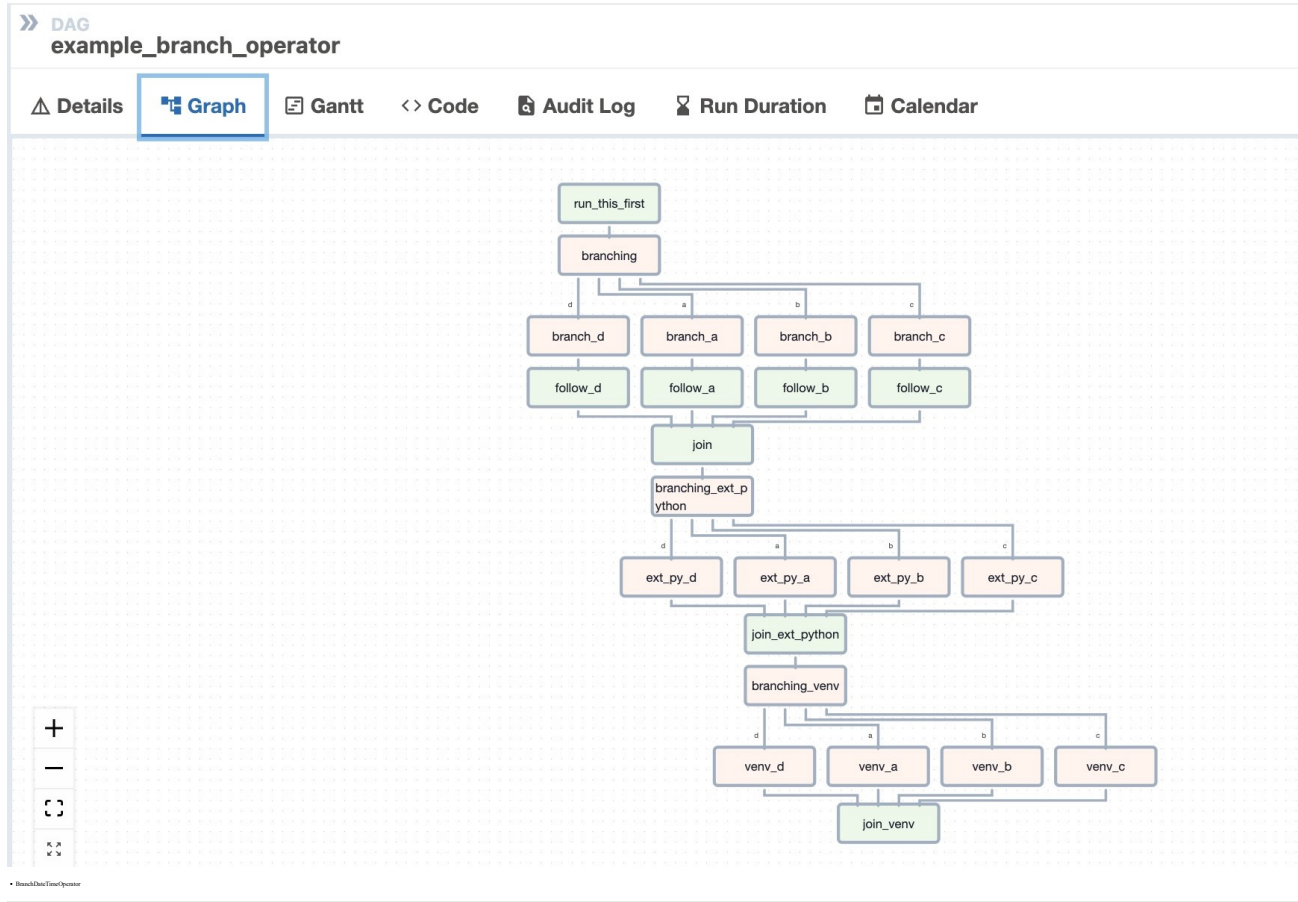 DAG
example_branch_operator
Details Graph Gantt Code Audit Log Run Duration Calendar
run_this_first
branching
d a b c
branch_d branch_a branch_b branch_c
follow_d follow_a follow_b follow_c
join
branching_ext_p
ython
d a b c
ext_py_d ext_py_a ext_py_b ext_py_c
join_ext_python
branching_venv
d a b c
venv_d venv_a venv_b venv_c
join_venv
• BranchDateTimeOperator